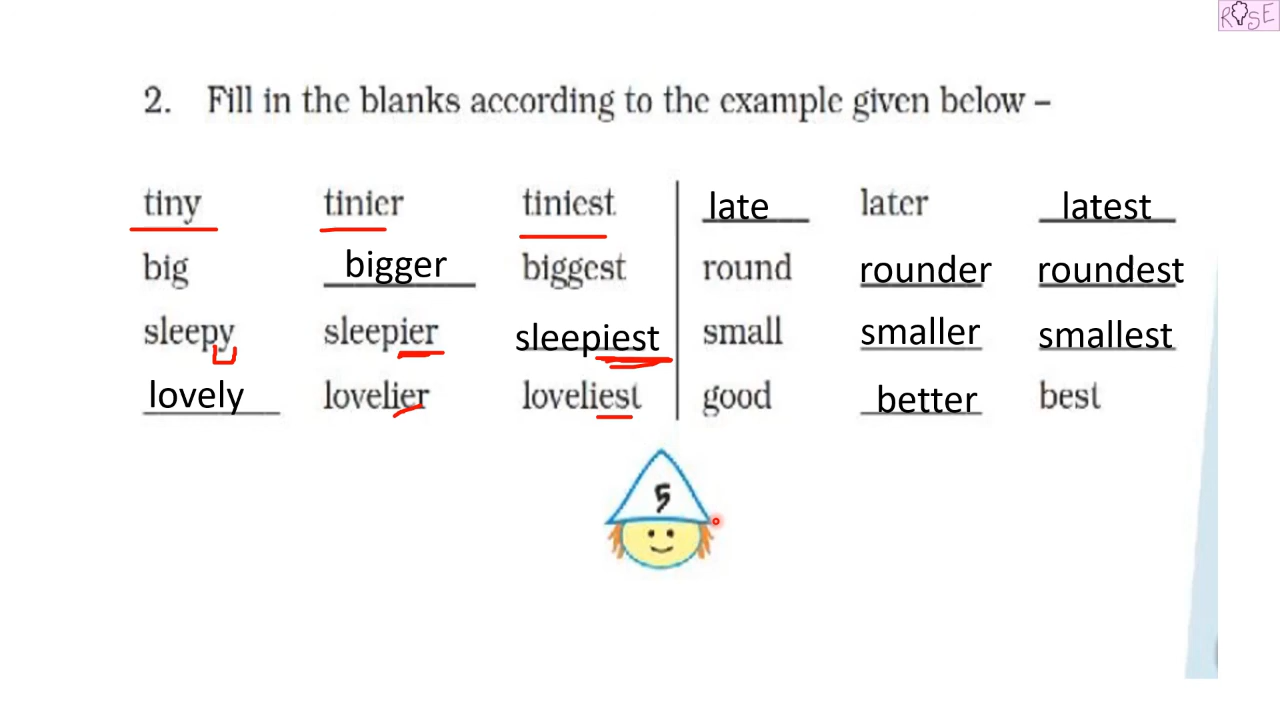 ROSE
2. Fill in the blanks according to the example given below –
tiny tinier tiniest late later latest
big bigger biggest round rounder roundest
sleepy sleepier sleepiest small smaller smallest
lovely lovelier loveliest good better best
5